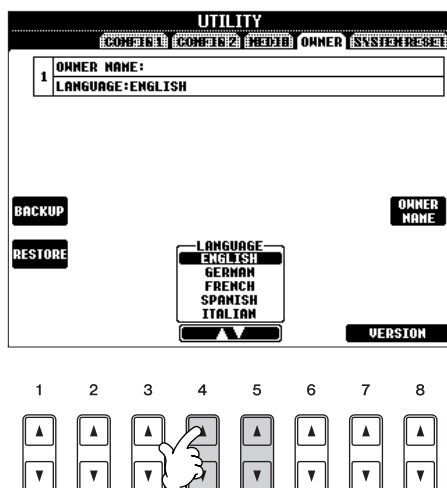 UTILITY
CONFIG 1 CONFIG 2 MEDIA OWNER SYSTEM RESET
1 OWNER NAME:
LANGUAGE:ENGLISH
BACKUP
OWNER NAME
RESTORE
LANGUAGE
ENGLISH
GERMAN
FRENCH
SPANISH
ITALIAN
VERSION
1 2 3 4 5 6 7 8